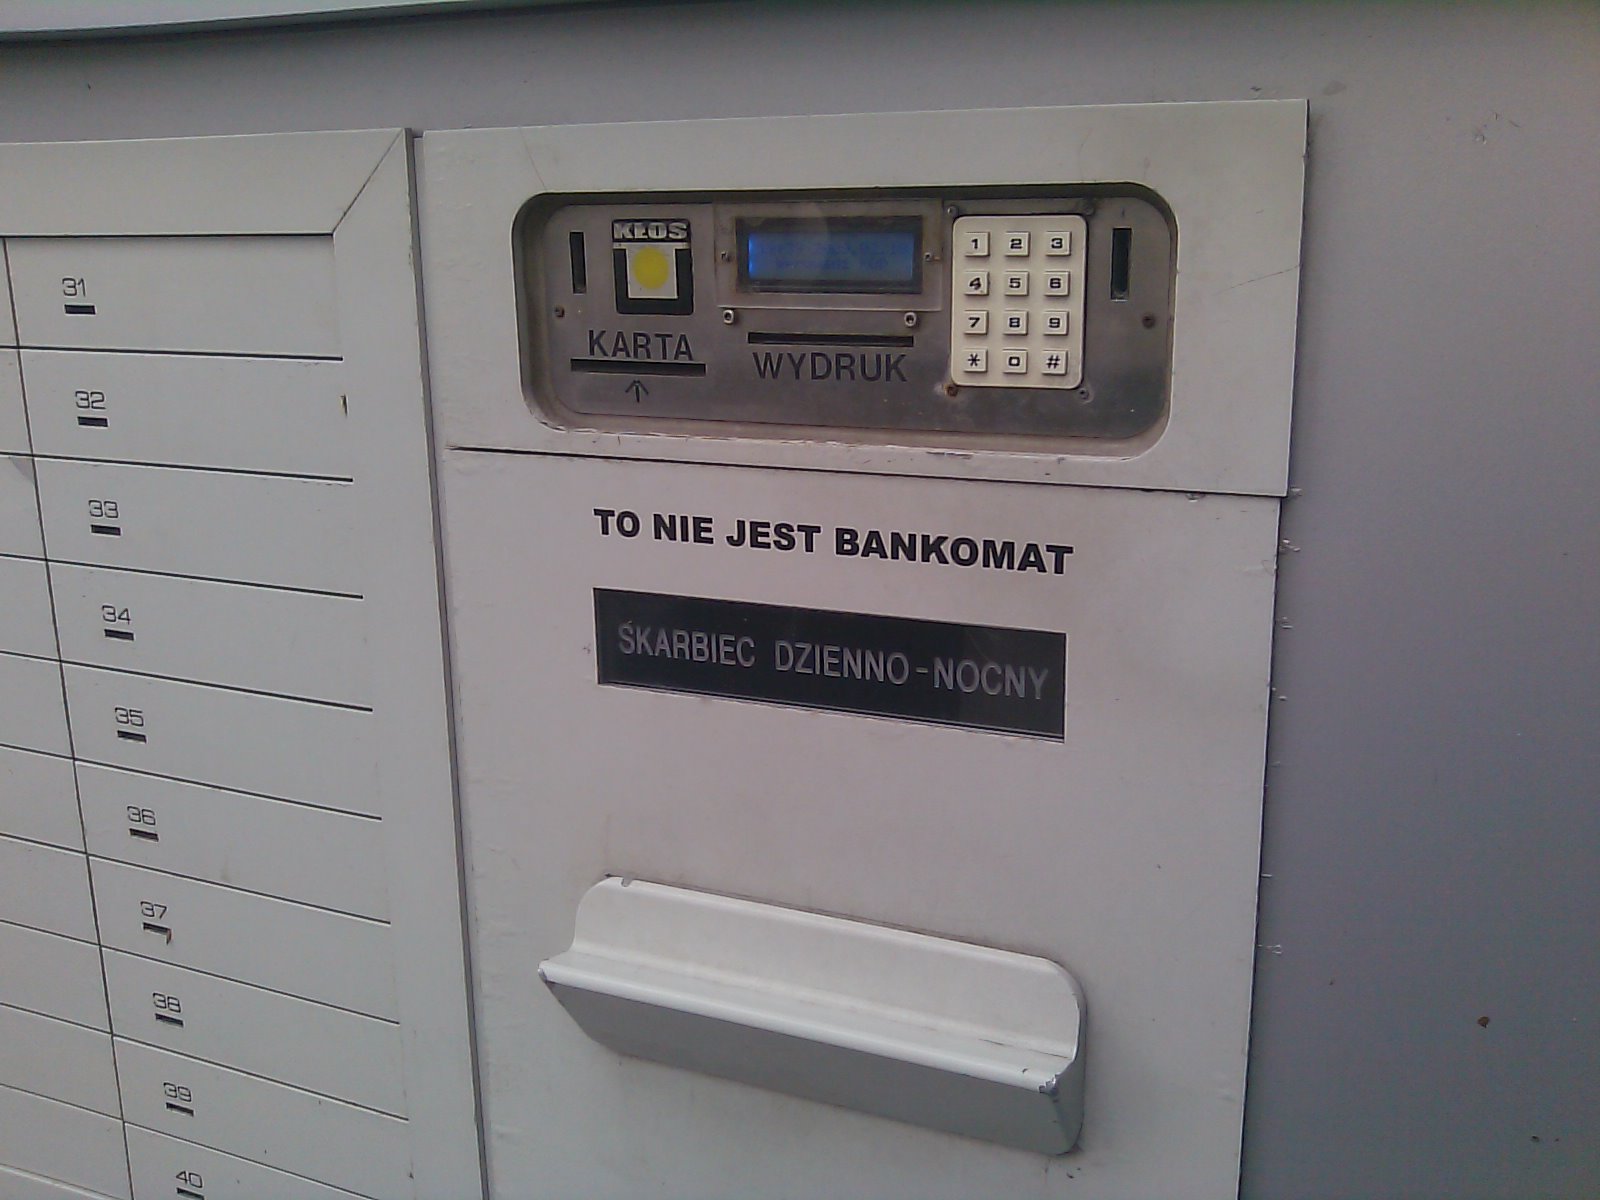 31
32
33
34
35
36
37
38
39
40
KŁOS
KARTA
WYDRUK
1 2 3
4 5 6
7 8 9
* 0 #
TO NIE JEST BANKOMAT
SKARBIEC DZIENNO-NOCNY